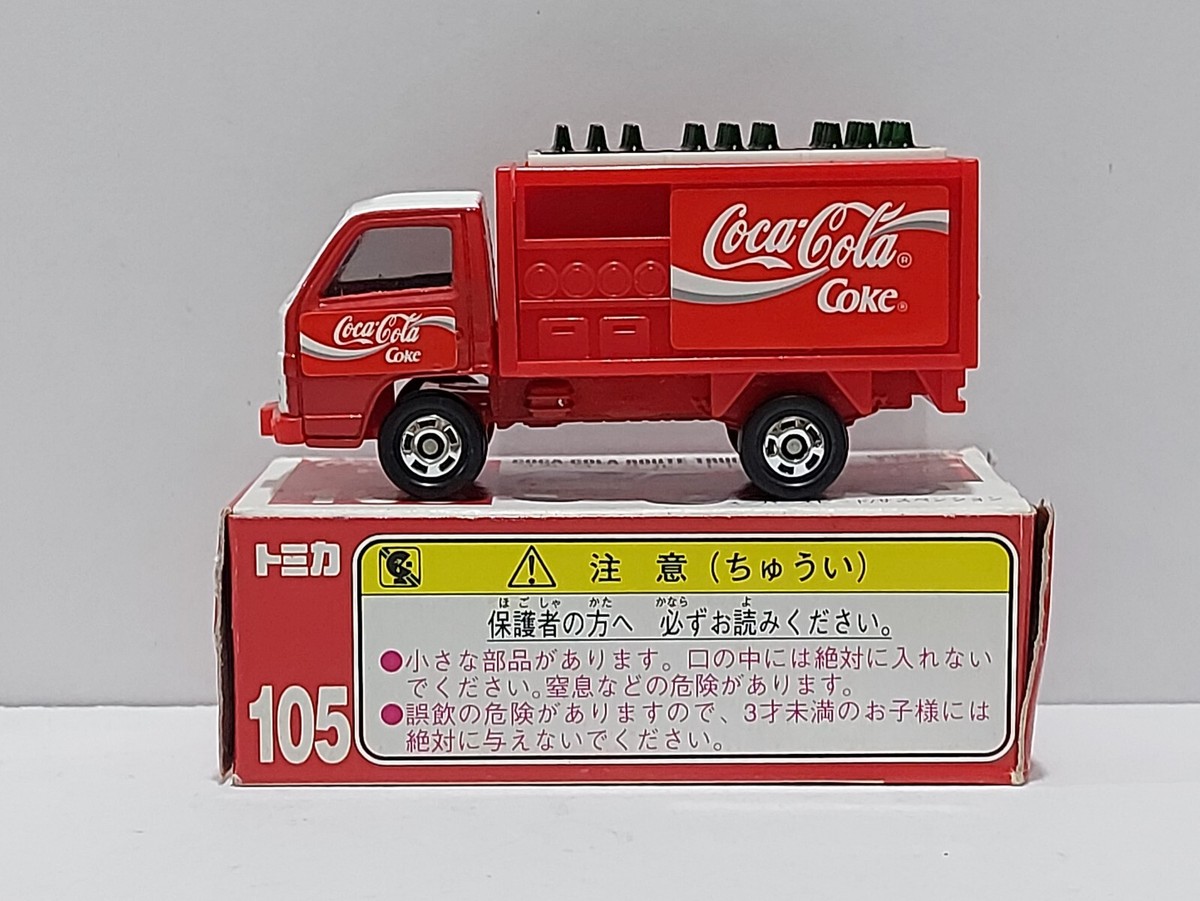 Coca-Cola®
Coke®
Coca-Cola
Coke
COCA-COLA ROUTE TRUCK
トミカ
105
注 意 (ちゅうい)
ほごしゃ かた かなら よ
保護者の方へ 必ずお読みください。
●小さな部品があります。口の中には絶対に入れない
でください。窒息などの危険があります。
●誤飲の危険がありますので、3才未満のお子様には
絶対に与えないでください。